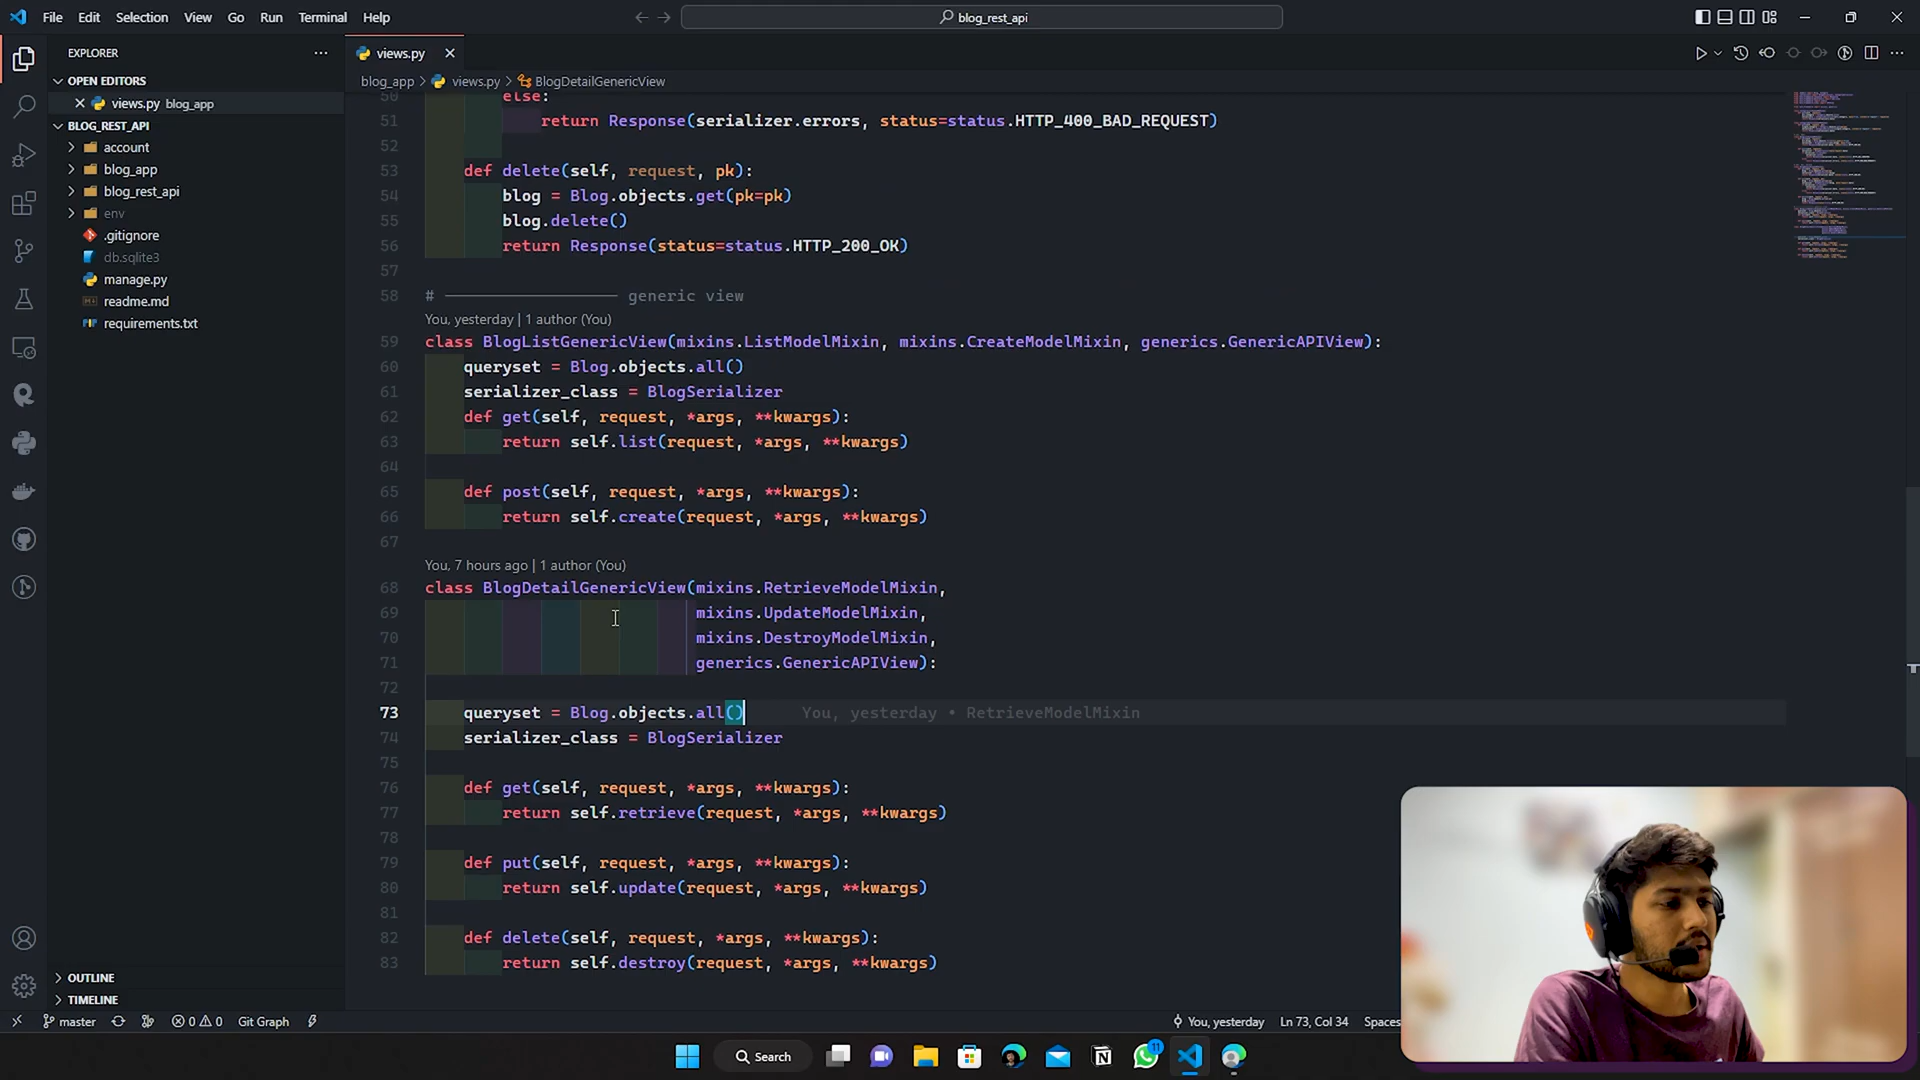 File Edit Selection View Go Run Terminal Help
blog_rest_api
EXPLORER
views.py
OPEN EDITORS
blog_app > views.py > BlogDetailGenericView
views.py blog_app
BLOG_REST_API
account
blog_app
blog_rest_api
env
.gitignore
db.sqlite3
manage.py
readme.md
requirements.txt
OUTLINE
TIMELINE
50 else:
51 return Response(serializer.errors, status=status.HTTP_400_BAD_REQUEST)
52
53 def delete(self, request, pk):
54 blog = Blog.objects.get(pk=pk)
55 blog.delete()
56 return Response(status=status.HTTP_200_OK)
57
58 # ------------------ generic view
You, yesterday | 1 author (You)
59 class BlogListGenericView(mixins.ListModelMixin, mixins.CreateModelMixin, generics.GenericAPIView):
60 queryset = Blog.objects.all()
61 serializer_class = BlogSerializer
62 def get(self, request, *args, **kwargs):
63 return self.list(request, *args, **kwargs)
64
65 def post(self, request, *args, **kwargs):
66 return self.create(request, *args, **kwargs)
67
You, 7 hours ago | 1 author (You)
68 class BlogDetailGenericView(mixins.RetrieveModelMixin,
69 mixins.UpdateModelMixin,
70 mixins.DestroyModelMixin,
71 generics.GenericAPIView):
72
73 queryset = Blog.objects.all() You, yesterday • RetrieveModelMixin
74 serializer_class = BlogSerializer
75
76 def get(self, request, *args, **kwargs):
77 return self.retrieve(request, *args, **kwargs)
78
79 def put(self, request, *args, **kwargs):
80 return self.update(request, *args, **kwargs)
81
82 def delete(self, request, *args, **kwargs):
83 return self.destroy(request, *args, **kwargs)
master 0 0 Git Graph You, yesterday Ln 73, Col 34 Spaces
Search 11